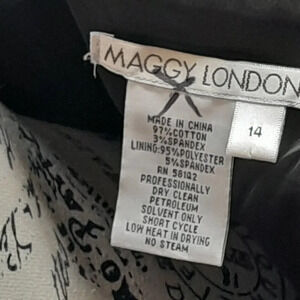 MAGGY LONDON
14
MADE IN CHINA
97%COTTON
3%SPANDEX
LINING:95%POLYESTER
5%SPANDEX
RN 58182
PROFESSIONALLY
DRY CLEAN
PETROLEUM
SOLVENT ONLY
SHORT CYCLE
LOW HEAT IN DRYING
NO STEAM